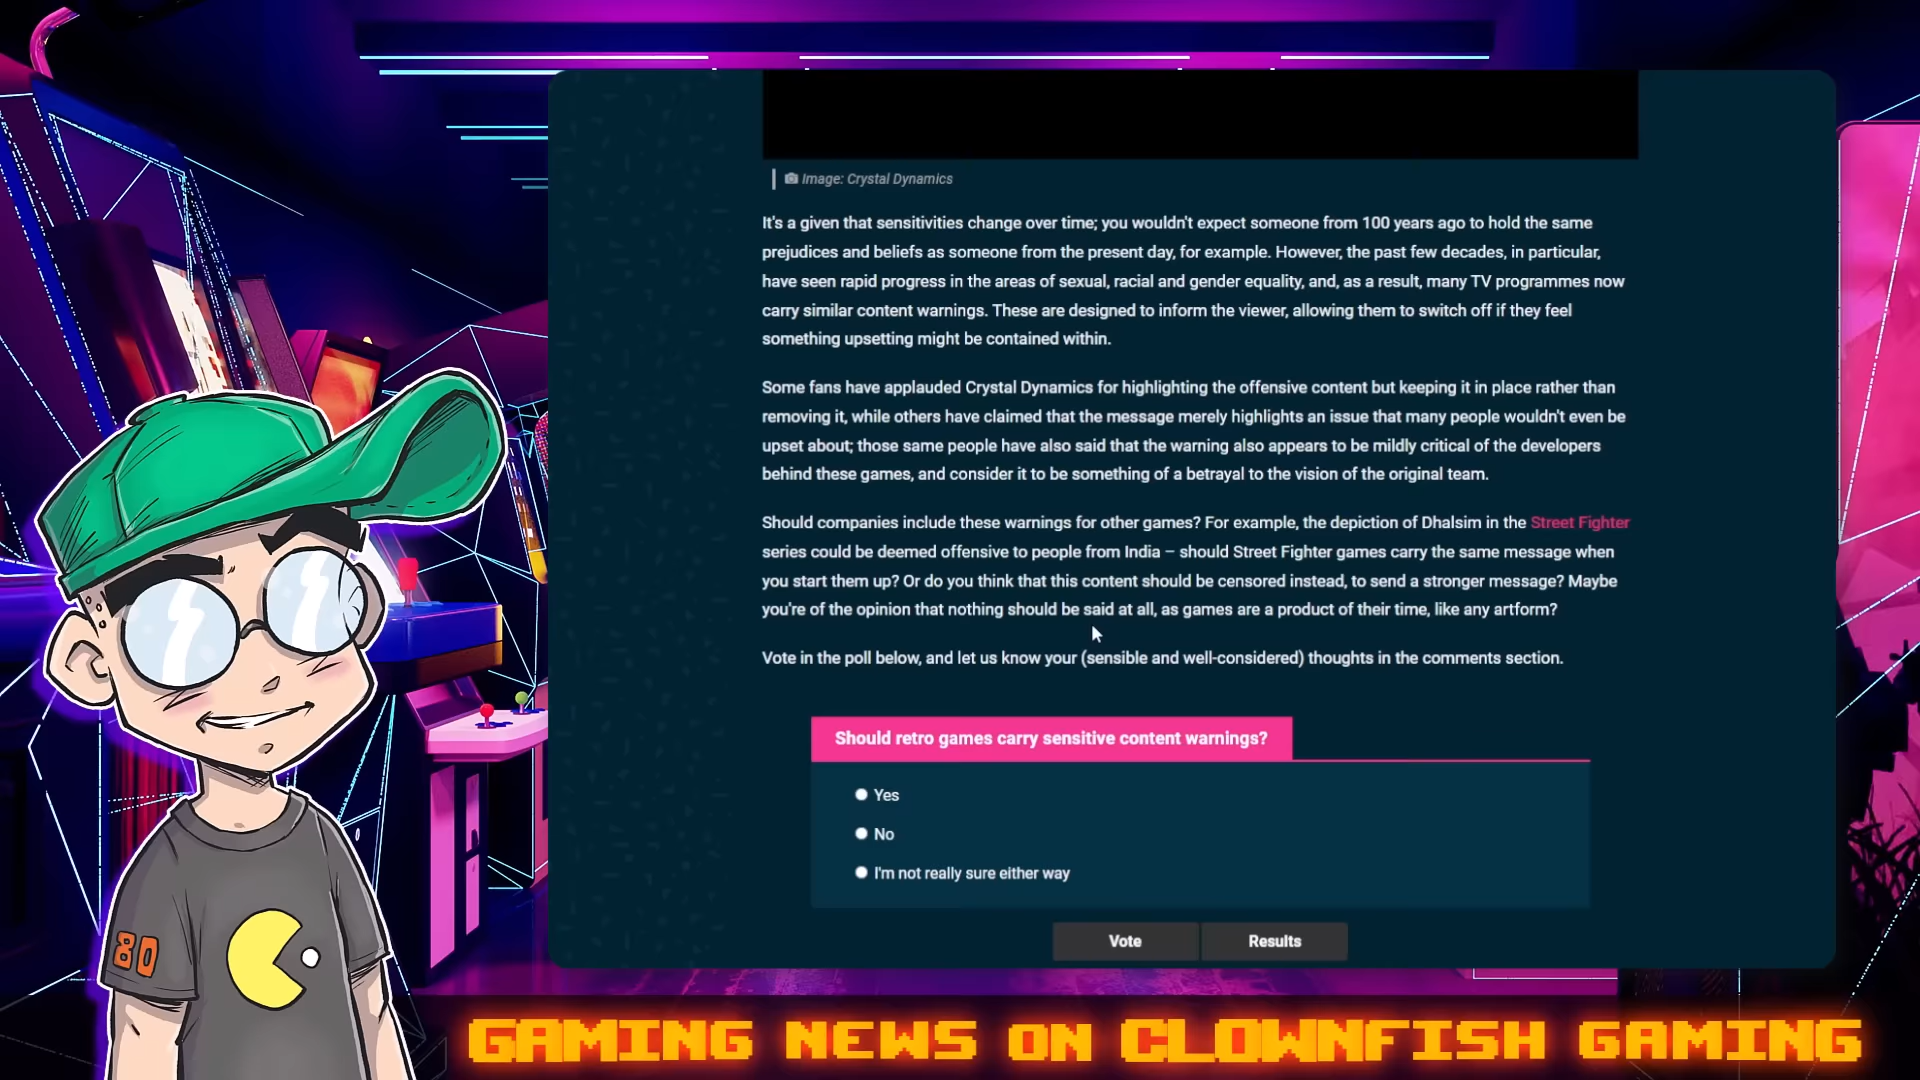 Image: Crystal Dynamics
It's a given that sensitivities change over time; you wouldn't expect someone from 100 years ago to hold the same
prejudices and beliefs as someone from the present day, for example. However, the past few decades, in particular,
have seen rapid progress in the areas of sexual, racial and gender equality, and, as a result, many TV programmes now
carry similar content warnings. These are designed to inform the viewer, allowing them to switch off if they feel
something upsetting might be contained within.
Some fans have applauded Crystal Dynamics for highlighting the offensive content but keeping it in place rather than
removing it, while others have claimed that the message merely highlights an issue that many people wouldn't even be
upset about; those same people have also said that the warning also appears to be mildly critical of the developers
behind these games, and consider it to be something of a betrayal to the vision of the original team.
Should companies include these warnings for other games? For example, the depiction of Dhalsim in the Street Fighter
series could be deemed offensive to people from India – should Street Fighter games carry the same message when
you start them up? Or do you think that this content should be censored instead, to send a stronger message? Maybe
you're of the opinion that nothing should be said at all, as games are a product of their time, like any artform?
Vote in the poll below, and let us know your (sensible and well-considered) thoughts in the comments section.
Should retro games carry sensitive content warnings?
Yes
No
I'm not really sure either way
Vote
Results
80
GAMING NEWS ON CLOWNFISH GAMING